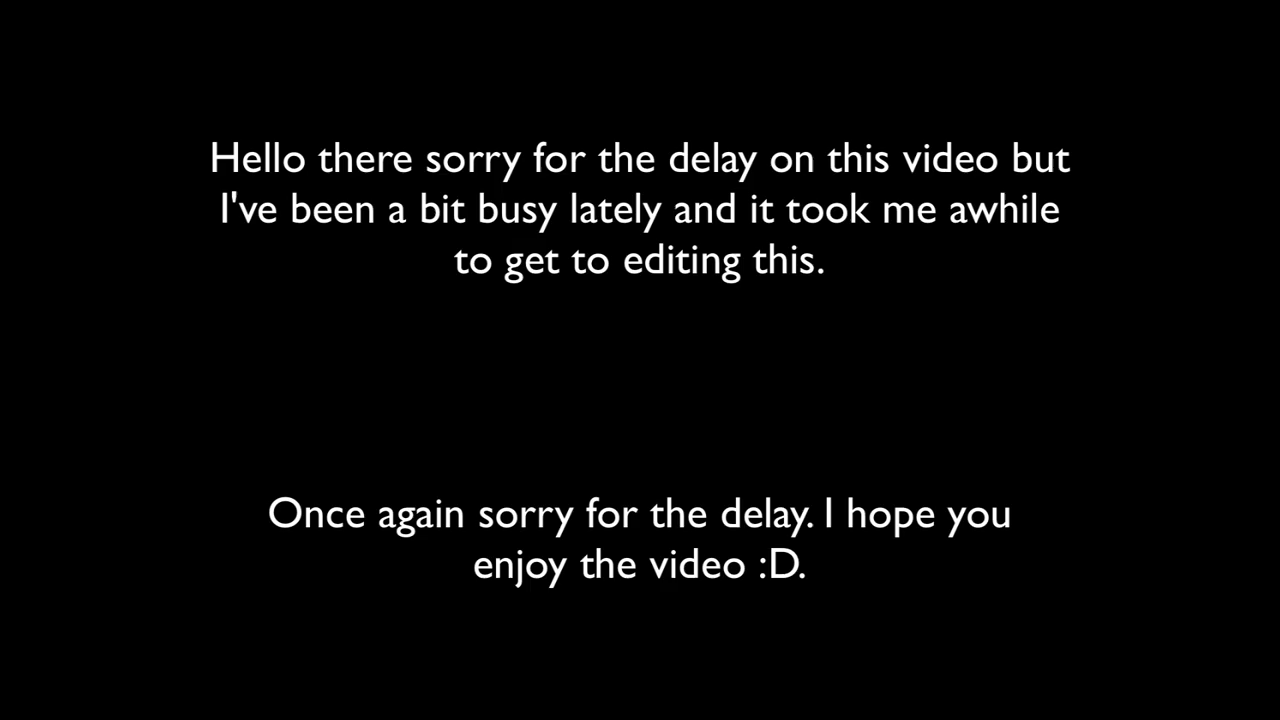 Hello there sorry for the delay on this video but
I've been a bit busy lately and it took me awhile
to get to editing this.
Once again sorry for the delay. I hope you
enjoy the video :D.